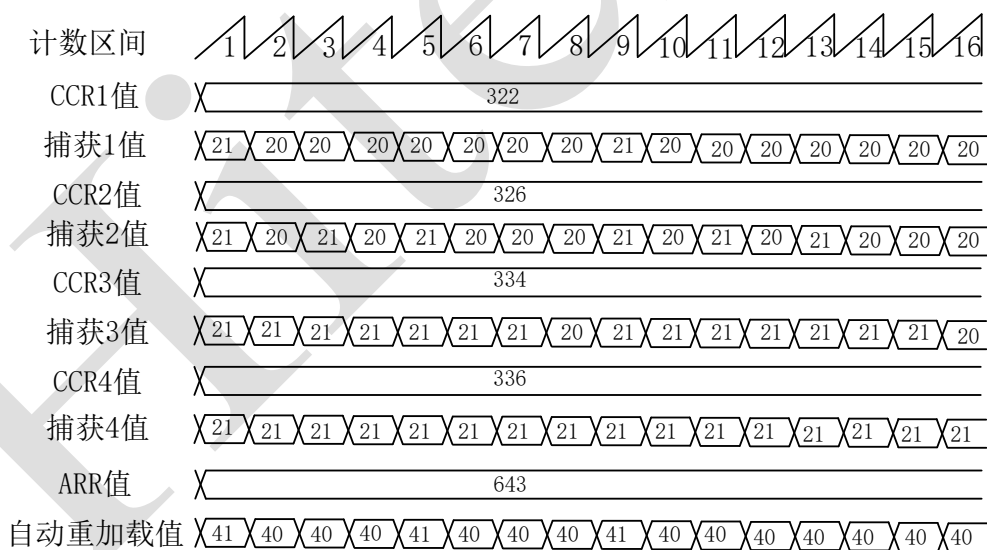 计数区间 1 2 3 4 5 6 7 8 9 10 11 12 13 14 15 16
CCR1值 322
捕获1值 21 20 20 20 20 20 20 20 21 20 20 20 20 20 20 20
CCR2值 326
捕获2值 21 20 21 20 21 20 20 20 21 20 21 20 21 20 20 20
CCR3值 334
捕获3值 21 21 21 21 21 21 21 20 21 21 21 21 21 21 21 20
CCR4值 336
捕获4值 21 21 21 21 21 21 21 21 21 21 21 21 21 21 21 21
ARR值 643
自动重加载值 41 40 40 40 41 40 40 40 41 40 40 40 40 40 40 40